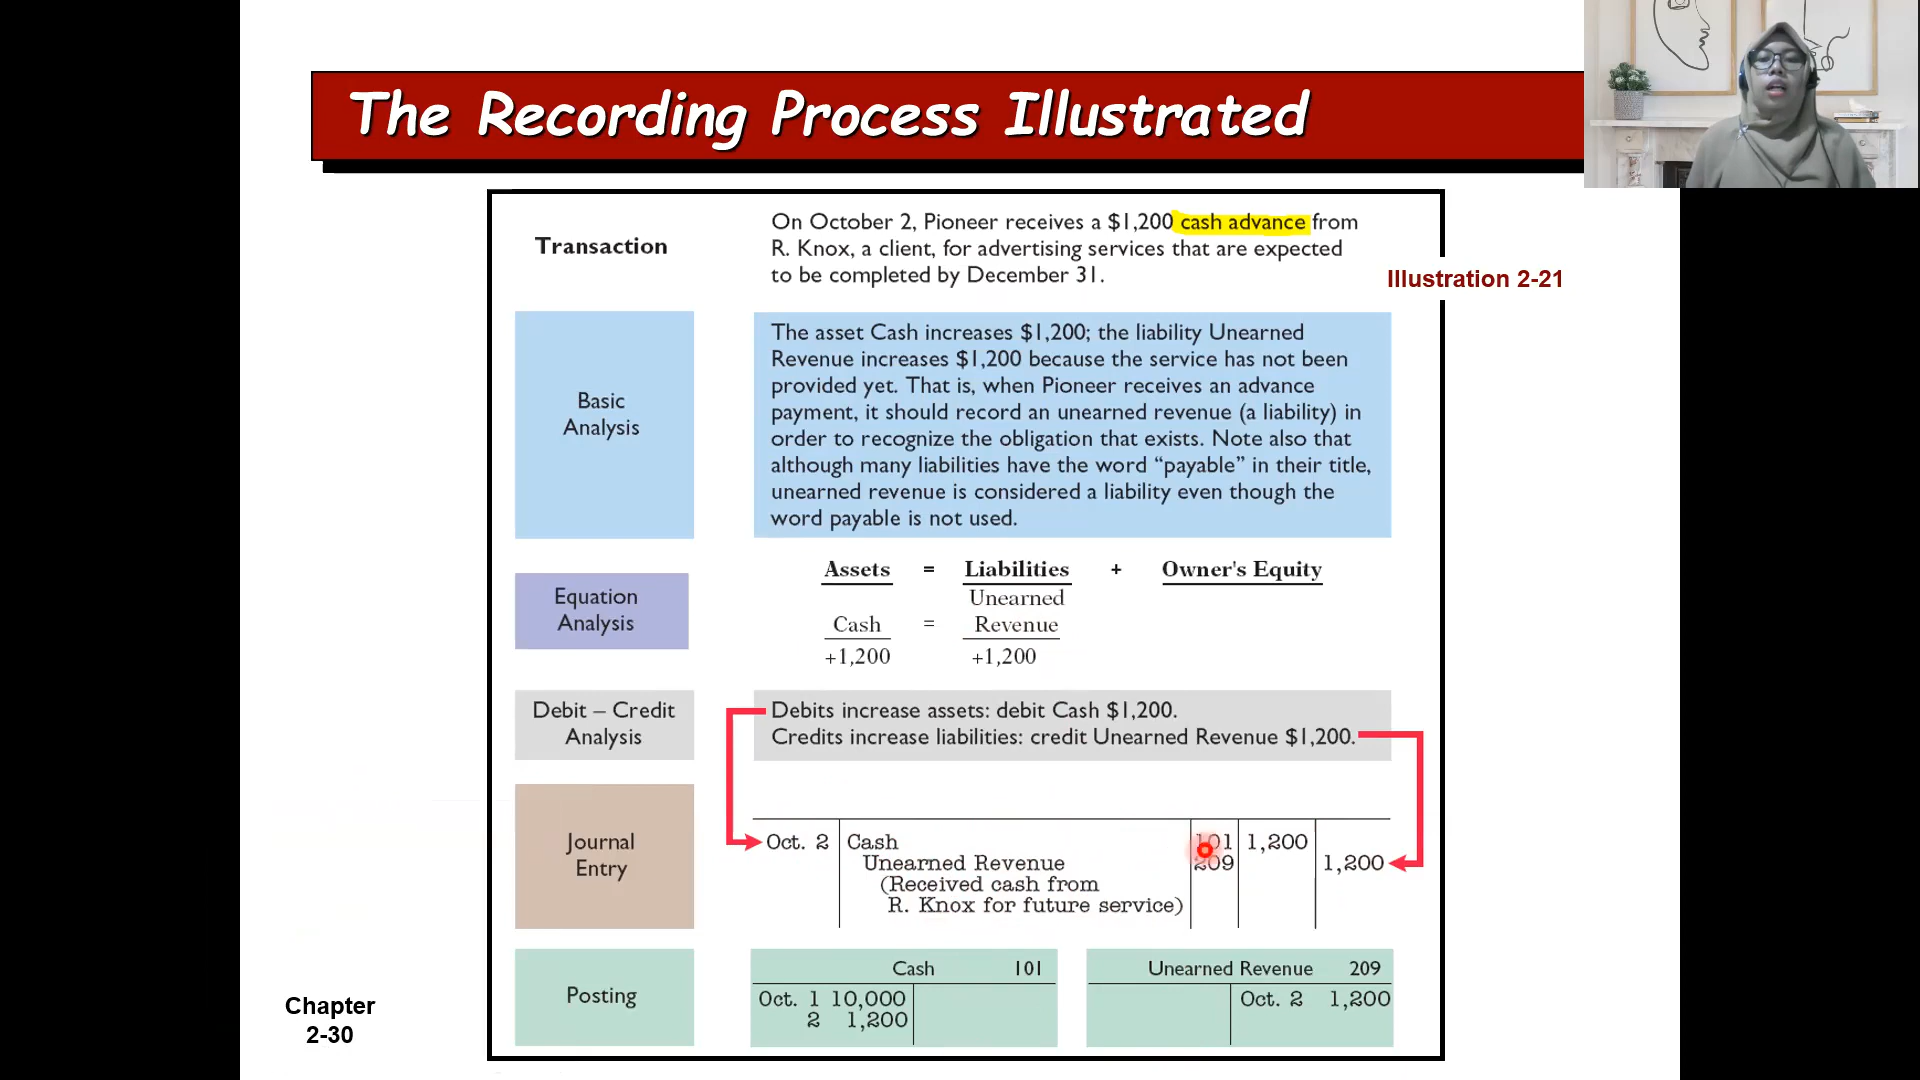 The Recording Process Illustrated
Transaction
On October 2, Pioneer receives a $1,200 cash advance from
R. Knox, a client, for advertising services that are expected
to be completed by December 31.
Illustration 2-21
Basic
Analysis
The asset Cash increases $1,200; the liability Unearned
Revenue increases $1,200 because the service has not been
provided yet. That is, when Pioneer receives an advance
payment, it should record an unearned revenue (a liability) in
order to recognize the obligation that exists. Note also that
although many liabilities have the word “payable” in their title,
unearned revenue is considered a liability even though the
word payable is not used.
Equation
Analysis
Assets = Liabilities + Owner's Equity
Unearned
Cash = Revenue
+1,200 +1,200
Debit – Credit
Analysis
Debits increase assets: debit Cash $1,200.
Credits increase liabilities: credit Unearned Revenue $1,200.
Journal
Entry
Oct. 2 Cash 101 1,200
Unearned Revenue 209 1,200
(Received cash from
R. Knox for future service)
Posting
Cash 101
Oct. 1 10,000
2 1,200
Unearned Revenue 209
Oct. 2 1,200
Chapter
2-30